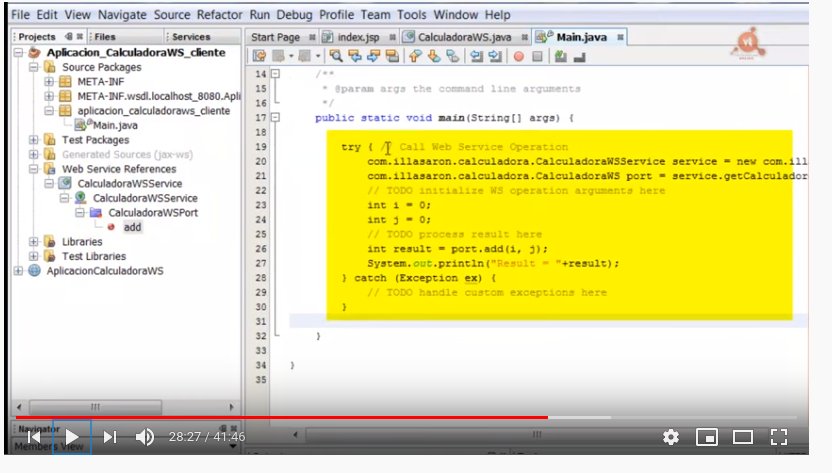 File Edit View Navigate Source Refactor Run Debug Profile Team Tools Window Help
Projects Files Services
Start Page index.jsp CalculadoraWS.java Main.java
Aplicacion_CalculadoraWS_cliente
Source Packages
META-INF
META-INF.wsdl.localhost_8080.Apli
aplicacion_calculadoraws_cliente
Main.java
Test Packages
Generated Sources (jax-ws)
Web Service References
CalculadoraWSService
CalculadoraWSService
CalculadoraWSPort
add
Libraries
Test Libraries
AplicacionCalculadoraWS
14 /**
15 * @param args the command line arguments
16 */
17 public static void main(String[] args) {
18
19 try { // Call Web Service Operation
20 com.illasaron.calculadora.CalculadoraWSService service = new com.ill
21 com.illasaron.calculadora.CalculadoraWS port = service.getCalculador
22 // TODO initialize WS operation arguments here
23 int i = 0;
24 int j = 0;
25 // TODO process result here
26 int result = port.add(i, j);
27 System.out.println("Result = "+result);
28 } catch (Exception ex) {
29 // TODO handle custom exceptions here
30 }
31
32 }
33
34 }
35
Navigator
Members View
28:27 / 41:46